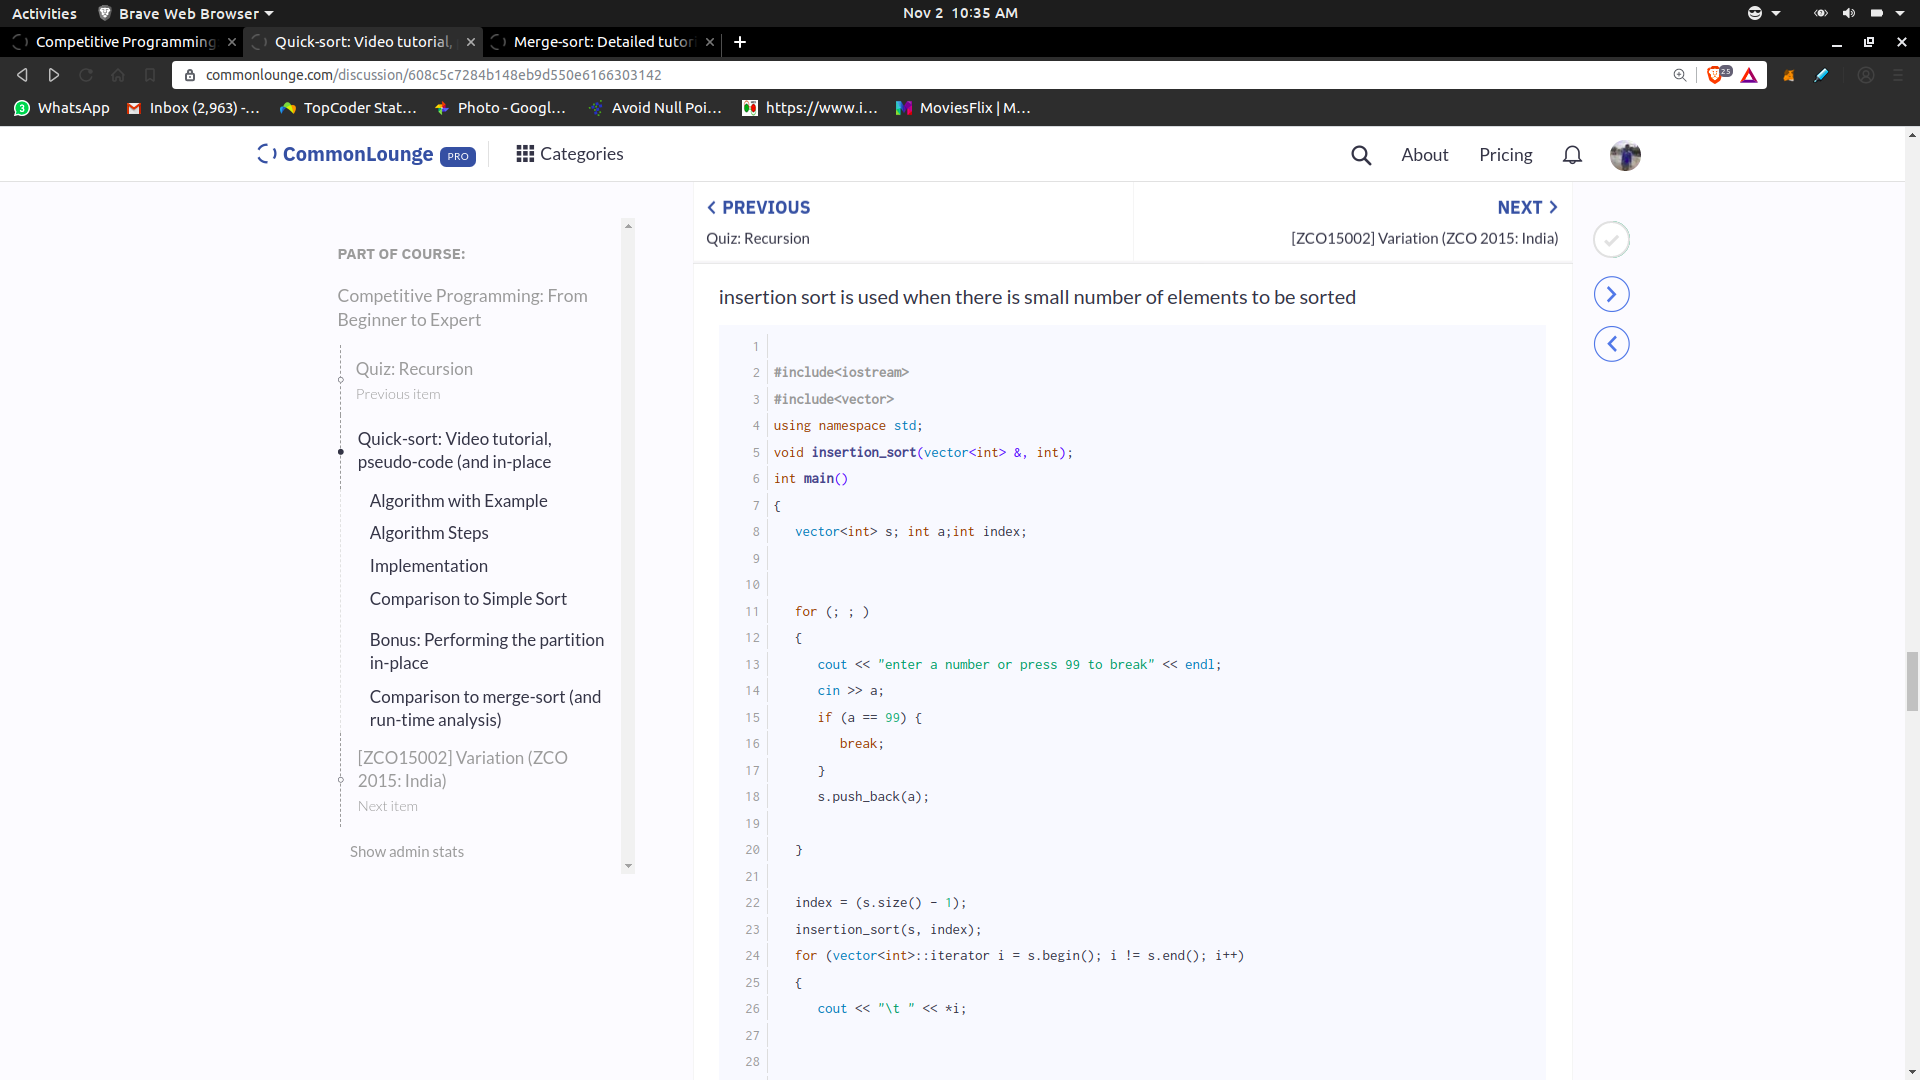 Activities
Brave Web Browser
Nov 2 10:35 AM
Competitive Programming
Quick-sort: Video tutorial,
Merge-sort: Detailed tutor
commonlounge.com/discussion/608c5c7284b148eb9d550e6166303142
25
3
WhatsApp
Inbox (2,963) -...
TopCoder Stat...
Photo - Googl...
Avoid Null Poi...
https://www.i...
MoviesFlix | M...
CommonLounge PRO
Categories
About
Pricing
PREVIOUS
Quiz: Recursion
NEXT
[ZCO15002] Variation (ZCO 2015: India)
PART OF COURSE:
Competitive Programming: From
Beginner to Expert
Quiz: Recursion
Previous item
Quick-sort: Video tutorial,
pseudo-code (and in-place
Algorithm with Example
Algorithm Steps
Implementation
Comparison to Simple Sort
Bonus: Performing the partition
in-place
Comparison to merge-sort (and
run-time analysis)
[ZCO15002] Variation (ZCO
2015: India)
Next item
Show admin stats
insertion sort is used when there is small number of elements to be sorted
1
2 #include<iostream>
3 #include<vector>
4 using namespace std;
5 void insertion_sort(vector<int> &, int);
6 int main()
7 {
8 vector<int> s; int a;int index;
9
10
11 for (; ; )
12 {
13 cout << "enter a number or press 99 to break" << endl;
14 cin >> a;
15 if (a == 99) {
16 break;
17 }
18 s.push_back(a);
19
20 }
21
22 index = (s.size() - 1);
23 insertion_sort(s, index);
24 for (vector<int>::iterator i = s.begin(); i != s.end(); i++)
25 {
26 cout << "\t " << *i;
27
28